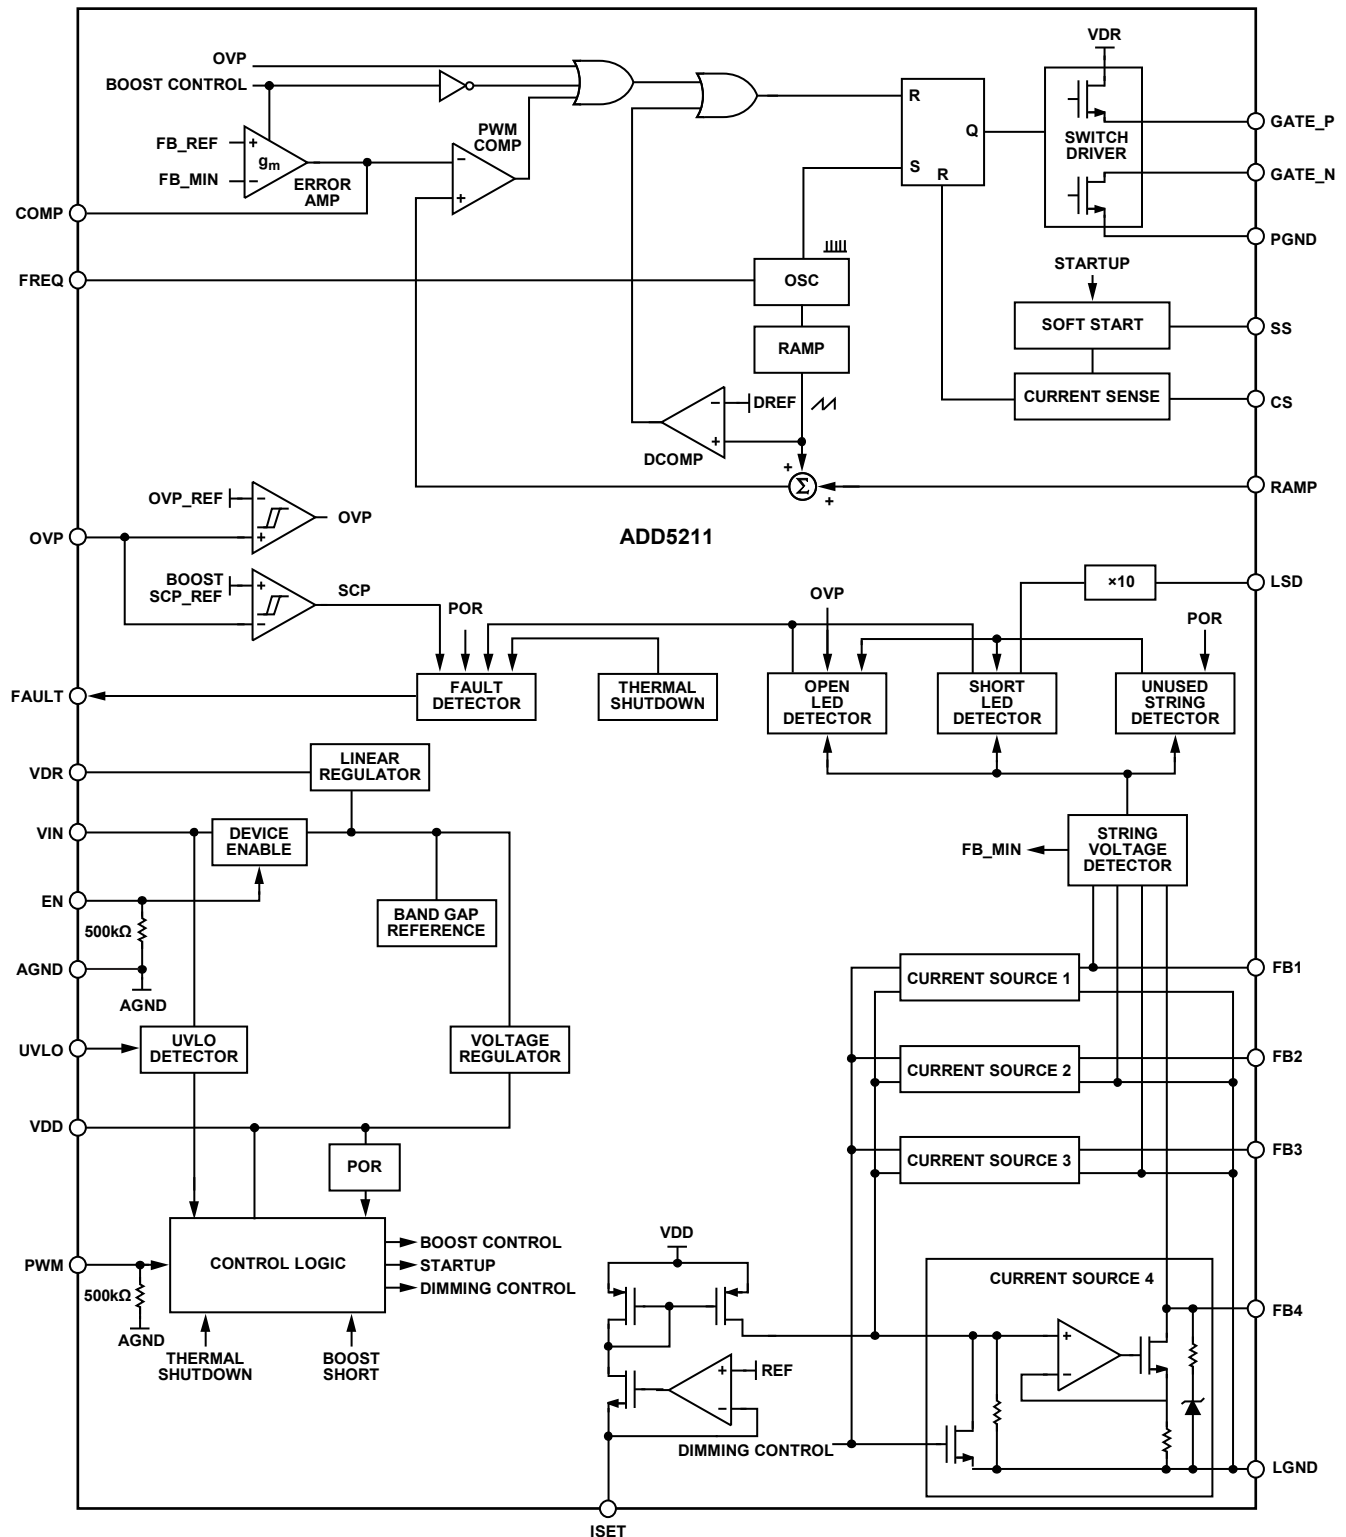 VDR
OVP
BOOST CONTROL
FB_REF
+
gm
FB_MIN
−
ERROR
AMP
PWM
COMP
−
+
R
Q
S
R
SWITCH
DRIVER
GATE_P
GATE_N
PGND
COMP
FREQ
OSC
STARTUP
SOFT START
SS
RAMP
CURRENT SENSE
CS
−
DREF
+
DCOMP
+
Σ
+
RAMP
OVP_REF
−
+
OVP
OVP
ADD5211
BOOST
SCP_REF
+
−
SCP
×10
LSD
POR
OVP
POR
FAULT
FAULT
DETECTOR
THERMAL
SHUTDOWN
OPEN
LED
DETECTOR
SHORT
LED
DETECTOR
UNUSED
STRING
DETECTOR
VDR
LINEAR
REGULATOR
VIN
DEVICE
ENABLE
FB_MIN
STRING
VOLTAGE
DETECTOR
EN
500kΩ
BAND GAP
REFERENCE
AGND
AGND
CURRENT SOURCE 1
FB1
UVLO
UVLO
DETECTOR
VOLTAGE
REGULATOR
CURRENT SOURCE 2
FB2
VDD
POR
CURRENT SOURCE 3
FB3
PWM
500kΩ
AGND
CONTROL LOGIC
BOOST CONTROL
STARTUP
DIMMING CONTROL
THERMAL
SHUTDOWN
BOOST
SHORT
VDD
CURRENT SOURCE 4
FB4
+
−
+
REF
−
DIMMING CONTROL
LGND
ISET